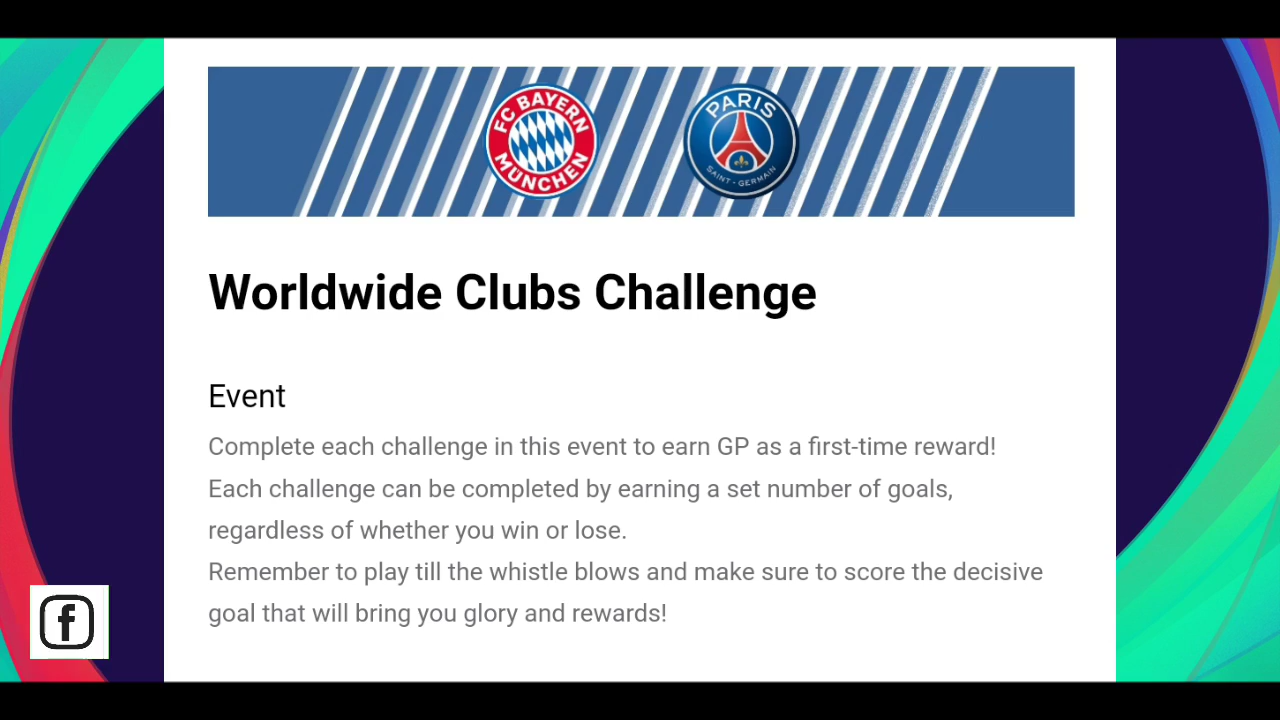 FC BAYERN
MÜNCHEN
PARIS
SAINT-GERMAIN
Worldwide Clubs Challenge
Event
Complete each challenge in this event to earn GP as a first-time reward!
Each challenge can be completed by earning a set number of goals,
regardless of whether you win or lose.
Remember to play till the whistle blows and make sure to score the decisive
goal that will bring you glory and rewards!
f